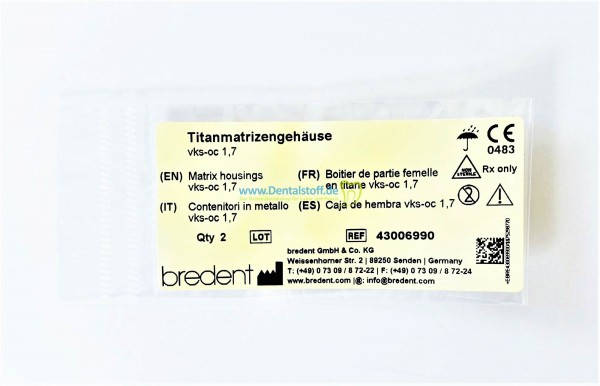 Titanmatrizengehäuse
vks-oc 1,7
0483
(EN) Matrix housings
vks-oc 1,7
(FR) Boitier de partie femelle
en titane vks-oc 1,7
NON STERILE
Rx only
www.Dentalstoff.de
(IT) Contenitori in metallo
vks-oc 1,7
(ES) Caja de hembra vks-oc 1,7
Qty 2 LOT
REF 43006990
bredent
bredent GmbH & Co. KG
Weissenhorner Str. 2 | 89250 Senden | Germany
T: (+49) 0 73 09 / 8 72-22 | F: (+49) 0 73 09 / 8 72-24
www.bredent.com |@: info@bredent.com